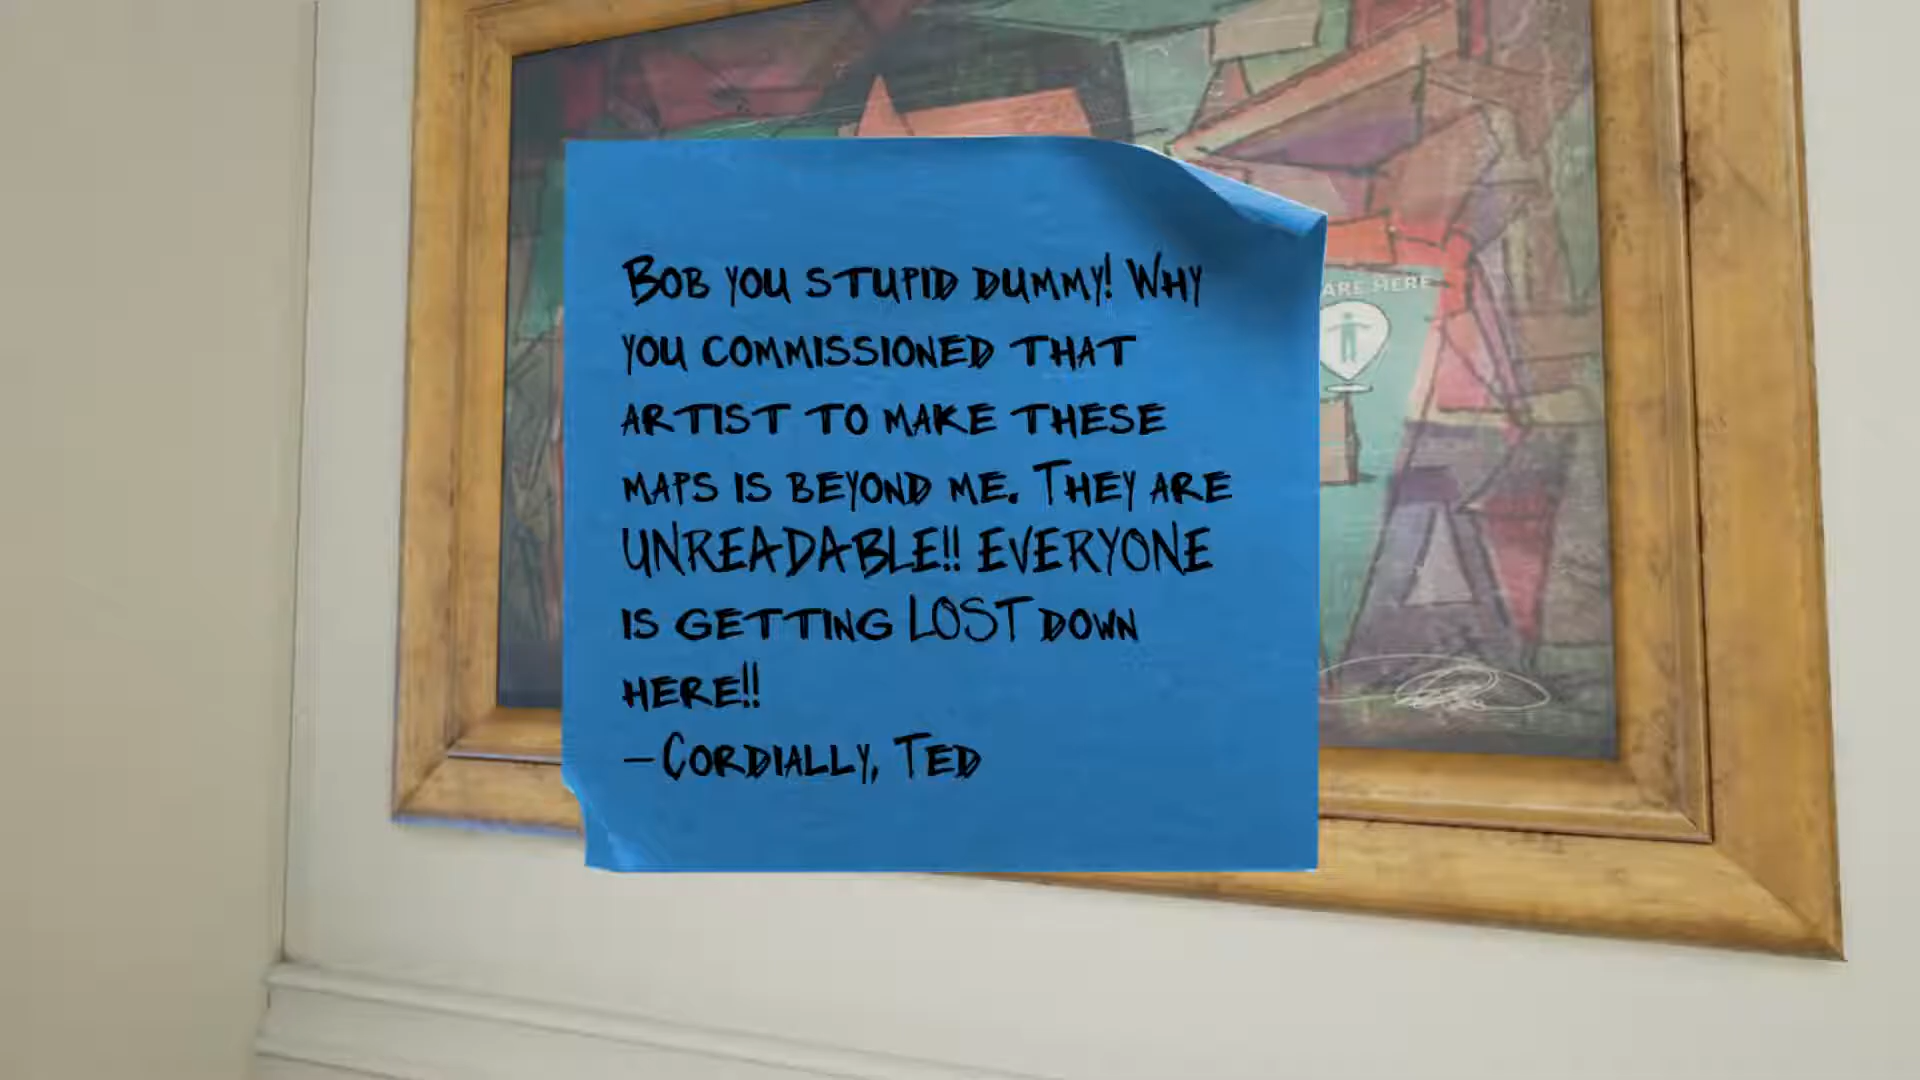 BOB YOU STUPID DUMMY! WHY
YOU COMMISSIONED THAT
ARTIST TO MAKE THESE
MAPS IS BEYOND ME. THEY ARE
UNREADABLE!! EVERYONE
IS GETTING LOST DOWN
HERE!!
–CORDIALLY, TED
ARE HERE